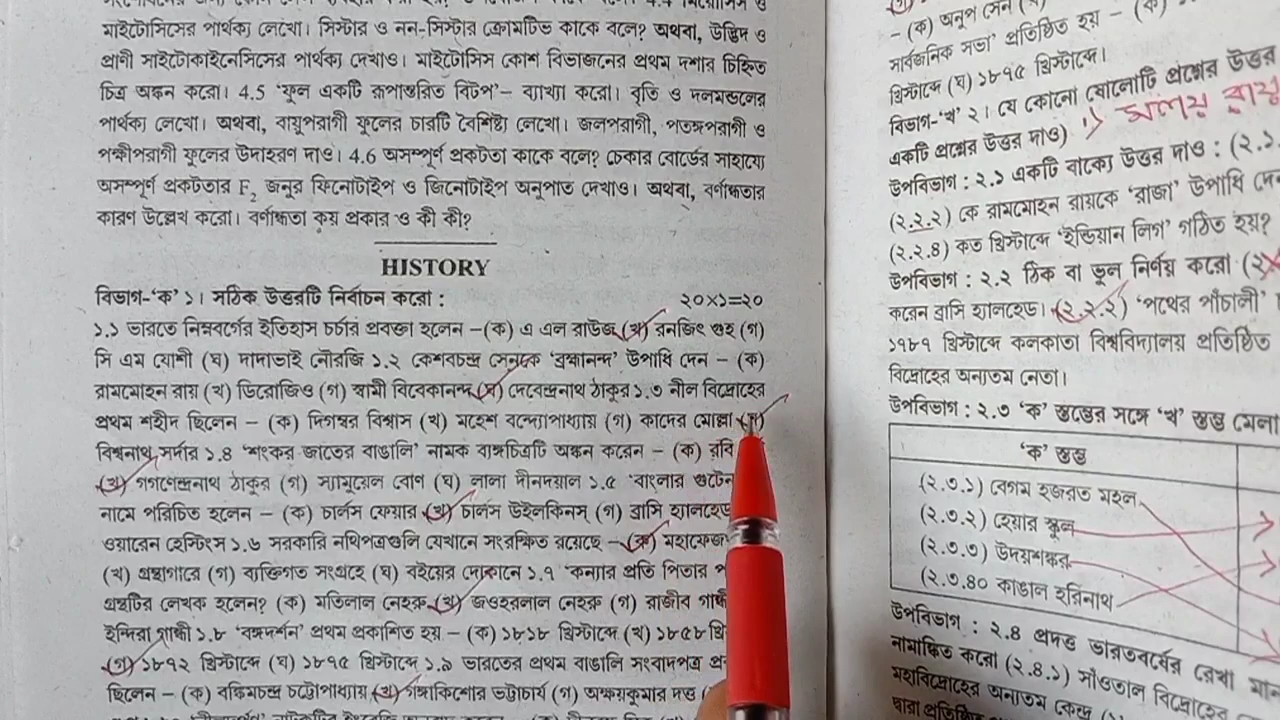 মাইটোসিসের পার্থক্য লেখো। সিস্টার ও নন-সিস্টার ক্রোমাটিড কাকে বলে? অথবা, উদ্ভিদ ও
প্রাণী সাইটোকাইনেসিসের পার্থক্য দেখাও। মাইটোসিস কোশ বিভাজনের প্রথম দশার চিহ্নিত
চিত্র অঙ্কন করো। 4.5 ‘ফুল একটি রূপান্তরিত বিটপ’– ব্যাখ্যা করো। বৃতি ও দলমন্ডলের
পার্থক্য লেখো। অথবা, বায়ুপরাগী ফুলের চারটি বৈশিষ্ট্য লেখো। জলপরাগী, পতঙ্গপরাগী ও
পক্ষীপরাগী ফুলের উদাহরণ দাও। 4.6 অসম্পূর্ণ প্রকটতা কাকে বলে? চেকার বোর্ডের সাহায্যে
অসম্পূর্ণ প্রকটতার F₂ জনুর ফিনোটাইপ ও জিনোটাইপ অনুপাত দেখাও। অথবা, বর্ণান্ধতার
কারণ উল্লেখ করো। বর্ণান্ধতা কয় প্রকার ও কী কী?
HISTORY
বিভাগ-‘ক’ ১। সঠিক উত্তরটি নির্বাচন করো : ২০×১=২০
১.১ ভারতে নিম্নবর্গের ইতিহাস চর্চার প্রবক্তা হলেন –(ক) এ এল রাউজ (খ) রনজিৎ গুহ (গ)
সি এম যোশী (ঘ) দাদাভাই নৌরজি ১.২ কেশবচন্দ্র সেনকে ‘ব্রহ্মানন্দ’ উপাধি দেন – (ক)
রামমোহন রায় (খ) ডিরোজিও (গ) স্বামী বিবেকানন্দ (ঘ) দেবেন্দ্রনাথ ঠাকুর ১.৩ নীল বিদ্রোহের
প্রথম শহীদ ছিলেন – (ক) দিগম্বর বিশ্বাস (খ) মহেশ বন্দ্যোপাধ্যায় (গ) কাদের মোল্লা (ঘ)
বিশ্বনাথ সর্দার ১.৪ ‘শংকর জাতের বাঙালি’ নামক ব্যঙ্গচিত্রটি অঙ্কন করেন – (ক) রবি
(খ) গগণেন্দ্রনাথ ঠাকুর (গ) স্যামুয়েল বোণ (ঘ) লালা দীনদয়াল ১.৫ ‘বাংলার গুটেন
নামে পরিচিত হলেন – (ক) চার্লস ফেয়ার (খ) চার্লস উইলকিনস্ (গ) ব্রাসি হ্যালহেড
ওয়ারেন হেস্টিংস ১.৬ সরকারি নথিপত্রগুলি যেখানে সংরক্ষিত রয়েছে – (ক) মহাফেজ
(খ) গ্রন্থাগারে (গ) ব্যক্তিগত সংগ্রহে (ঘ) বইয়ের দোকানে ১.৭ ‘কন্যার প্রতি পিতার প
গ্রন্থটির লেখক হলেন? (ক) মতিলাল নেহরু (খ) জওহরলাল নেহরু (গ) রাজীব গান্ধী
ইন্দিরা গান্ধী ১.৮ ‘বঙ্গদর্শন’ প্রথম প্রকাশিত হয় – (ক) ১৮১৮ খ্রিস্টাব্দে (খ) ১৮৫৮ খ্রি
(গ) ১৮৭২ খ্রিস্টাব্দে (ঘ) ১৮৭৫ খ্রিস্টাব্দে ১.৯ ভারতের প্রথম বাঙালি সংবাদপত্র প্র
ছিলেন – (ক) বঙ্কিমচন্দ্র চট্টোপাধ্যায় (খ) গঙ্গাকিশোর ভট্টাচার্য (গ) অক্ষয়কুমার দত্ত
– (ক) অনুপ সেন
সার্বজনিক সভা’ প্রতিষ্ঠিত হয় – (ক)
খ্রিস্টাব্দে (ঘ) ১৮৭৫ খ্রিস্টাব্দে।
বিভাগ-‘খ’ ২। যে কোনো ষোলোটি প্রশ্নের উত্তর
একটি প্রশ্নের উত্তর দাও)
উপবিভাগ : ২.১ একটি বাক্যে উত্তর দাও : (২.১.
(২.২.২) কে রামমোহন রায়কে ‘রাজা’ উপাধি দেন
(২.২.৪) কত খ্রিস্টাব্দে ‘ইন্ডিয়ান লিগ’ গঠিত হয়?
উপবিভাগ : ২.২ ঠিক বা ভুল নির্ণয় করো (২
করেন ব্রাসি হ্যালহেড। (২.২.২) ‘পথের পাঁচালী’
১৭৮৭ খ্রিস্টাব্দে কলকাতা বিশ্ববিদ্যালয় প্রতিষ্ঠিত
বিদ্রোহের অন্যতম নেতা।
উপবিভাগ : ২.৩ ‘ক’ স্তম্ভের সঙ্গে ‘খ’ স্তম্ভ মেলা
‘ক’ স্তম্ভ
(২.৩.১) বেগম হজরত মহল
(২.৩.২) হেয়ার স্কুল
(২.৩.৩) উদয়শঙ্কর
(২.৩.৪০ কাঙাল হরিনাথ
উপবিভাগ : ২.৪ প্রদত্ত ভারতবর্ষের রেখা মান
নামাঙ্কিত করো (২.৪.১) সাঁওতাল বিদ্রোহের
মহাবিদ্রোহের অন্যতম কেন্দ্র